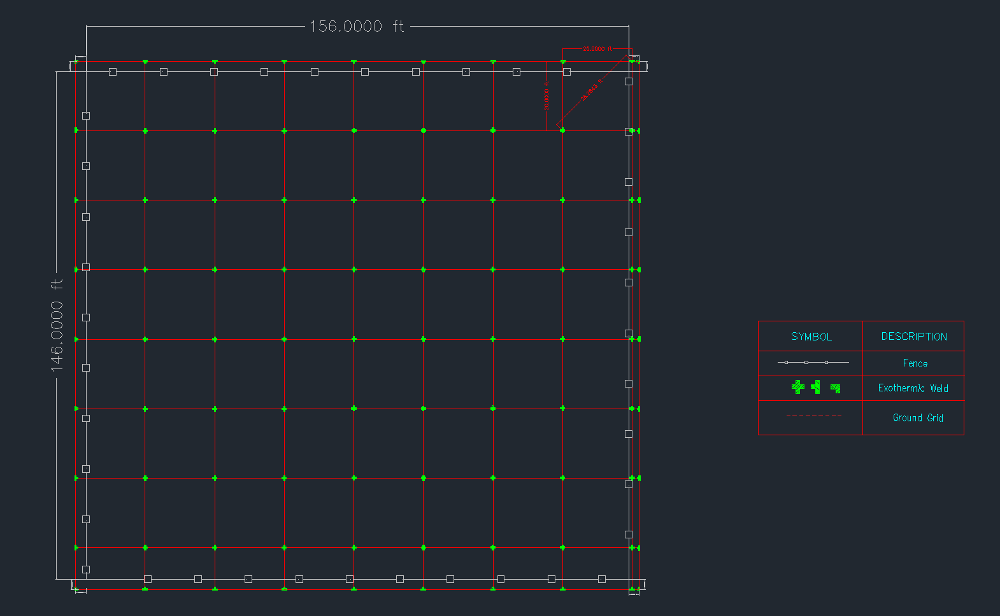 156.0000 ft
20.0000 ft
20.0000 ft
146.0000 ft
SYMBOL DESCRIPTION
Fence
Exothermic Weld
Ground Grid